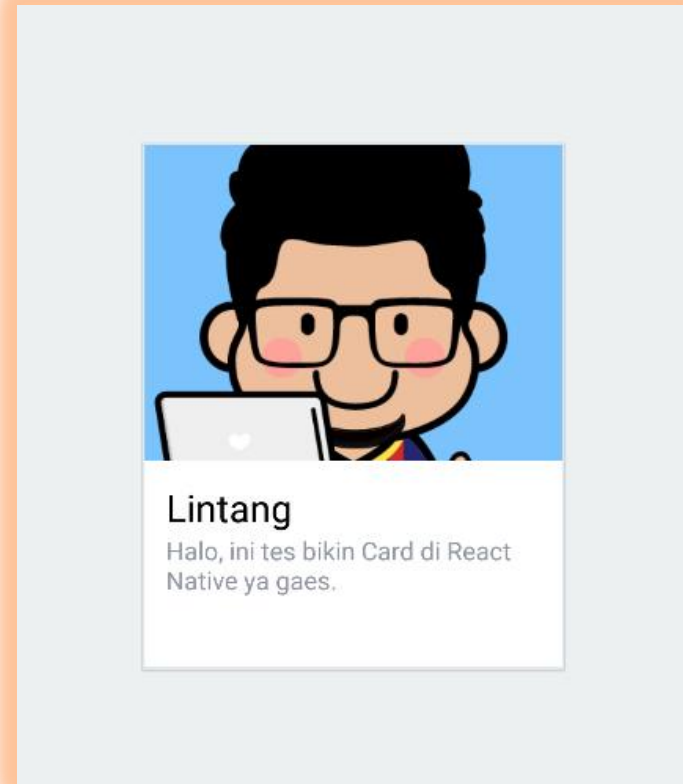 Lintang
Halo, ini tes bikin Card di React
Native ya gaes.